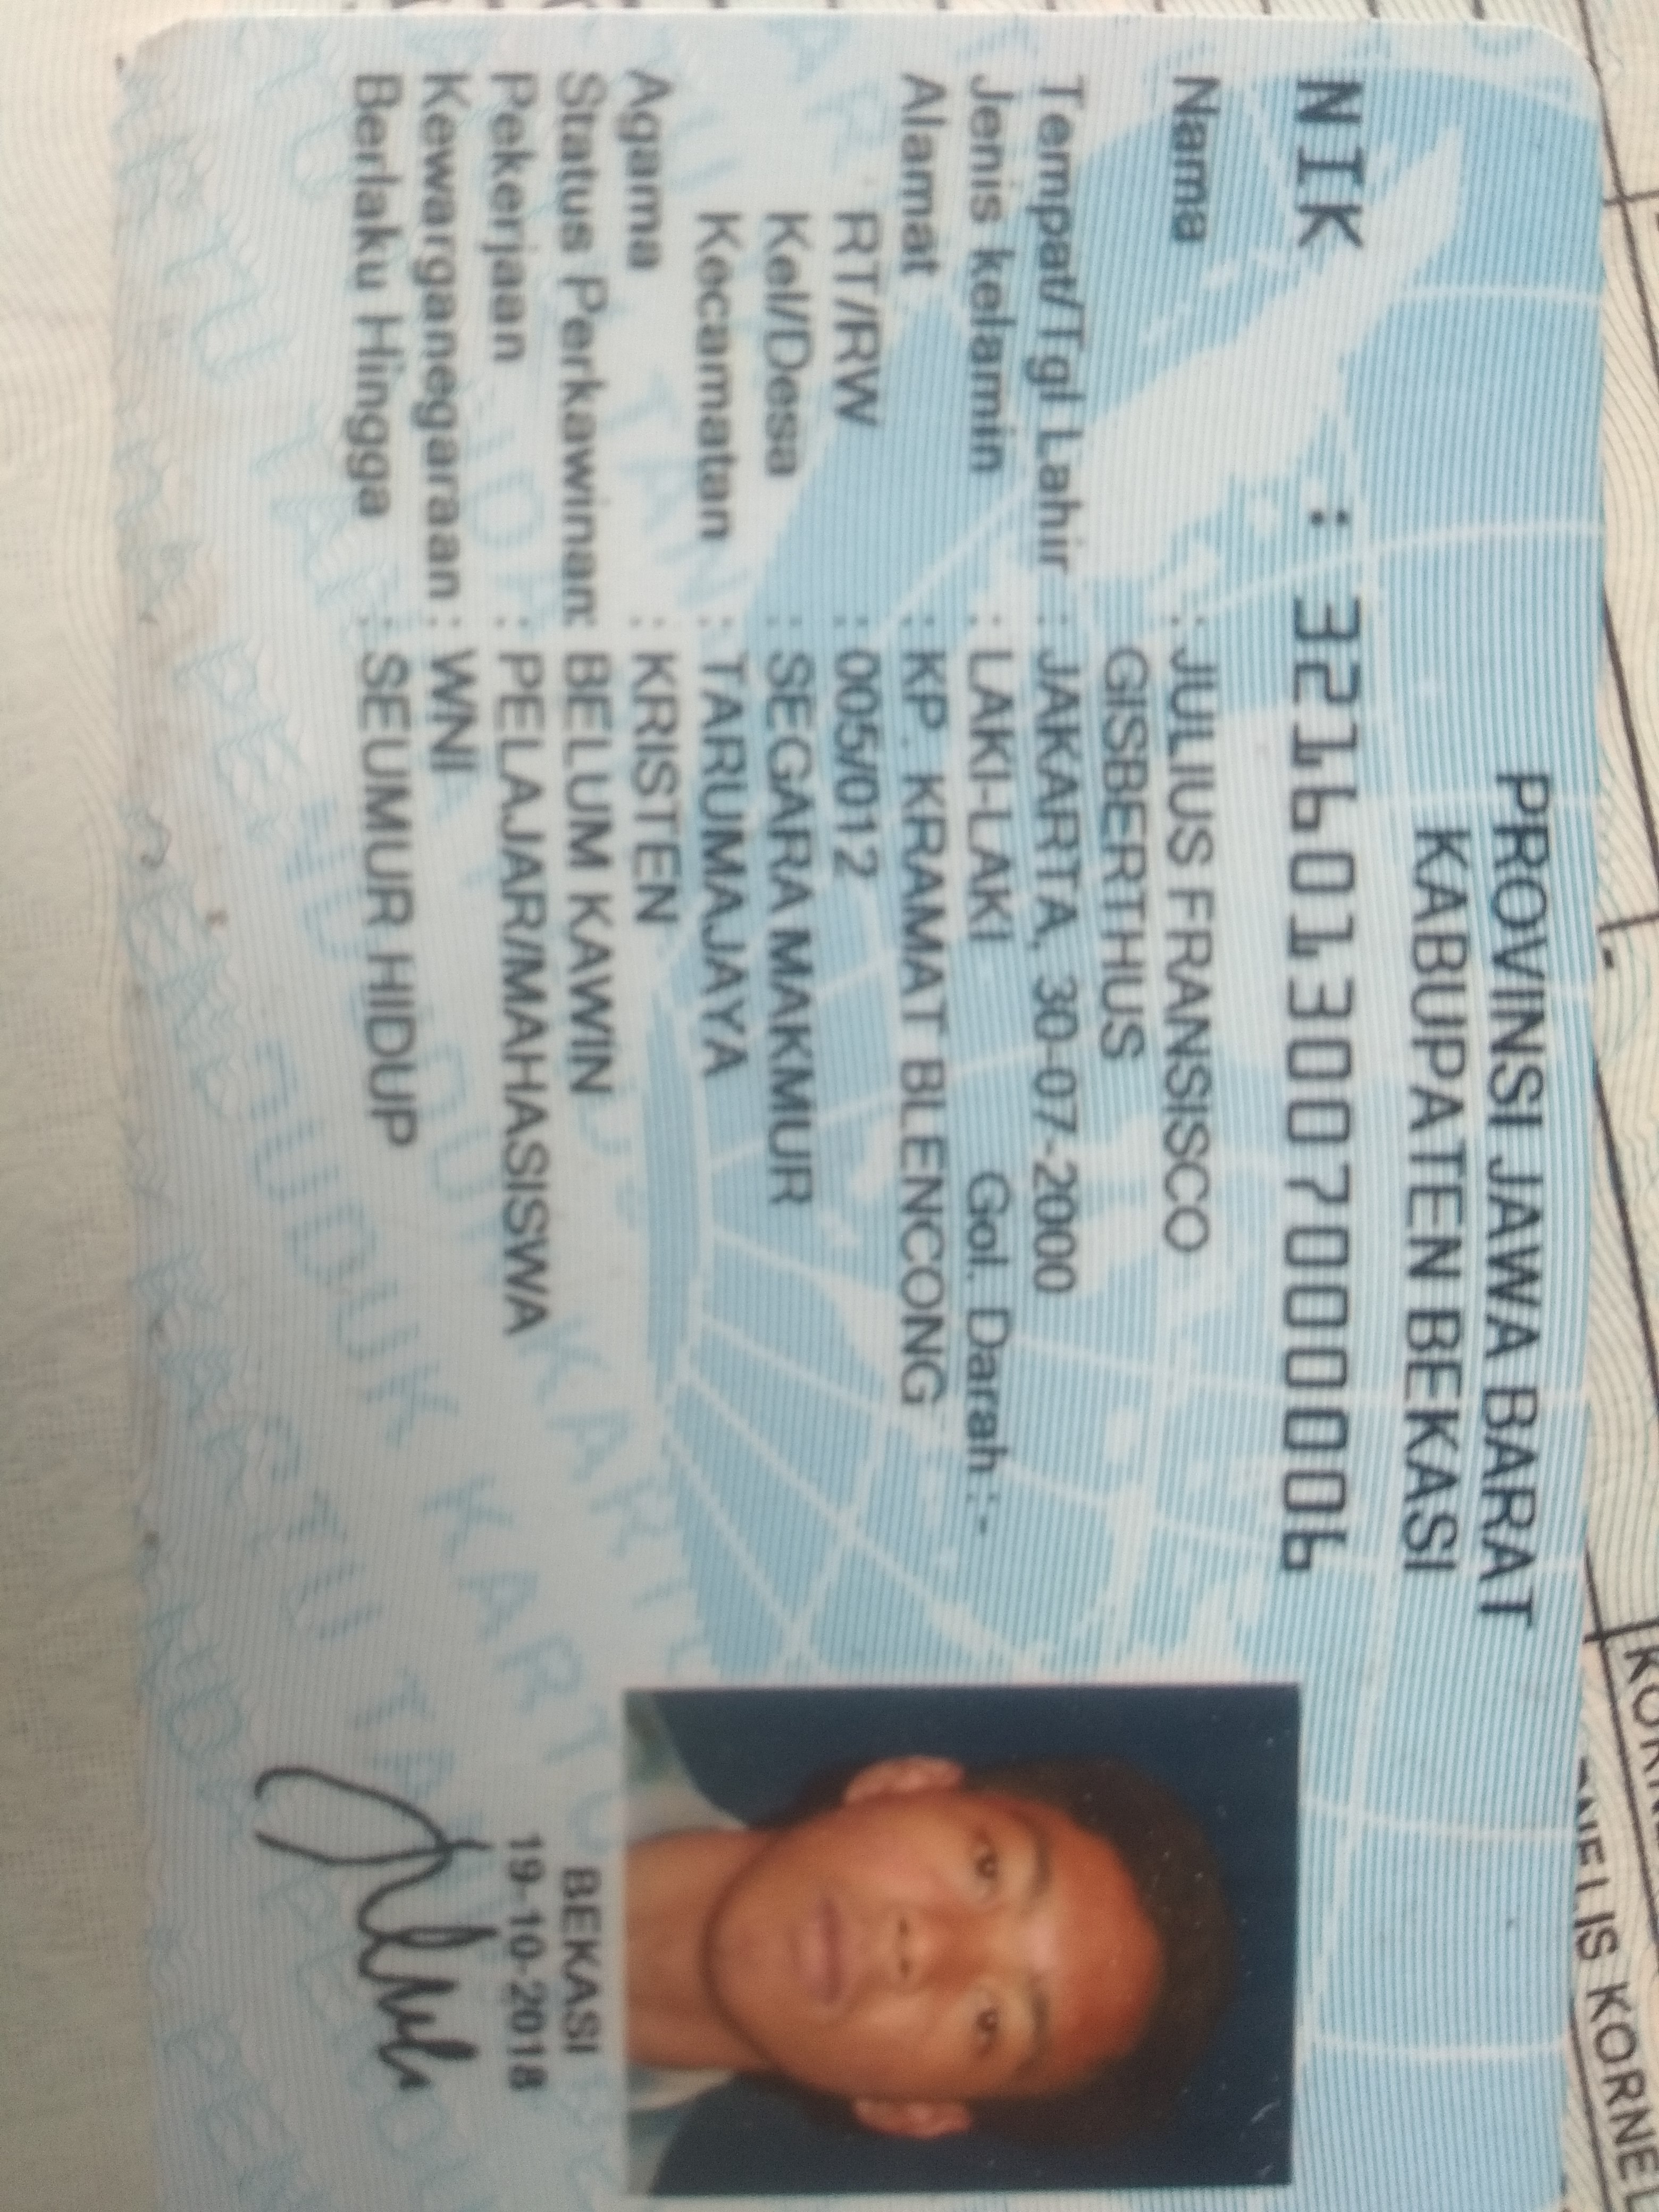 PROVINSI JAWA BARAT
KABUPATEN BEKASI
NIK : 3216013007000006
Nama : JULIUS FRANSISCO
GISBERTHUS
Tempat/Tgl Lahir : JAKARTA, 30-07-2000
Jenis kelamin : LAKI-LAKI Gol. Darah :-
Alamat : KP. KRAMAT BLENCONG
RT/RW : 005/012
Kel/Desa : SEGARA MAKMUR
Kecamatan : TARUMAJAYA
Agama : KRISTEN
Status Perkawinan: BELUM KAWIN
Pekerjaan : PELAJAR/MAHASISWA
Kewarganegaraan : WNI
Berlaku Hingga : SEUMUR HIDUP
BEKASI
19-10-2018